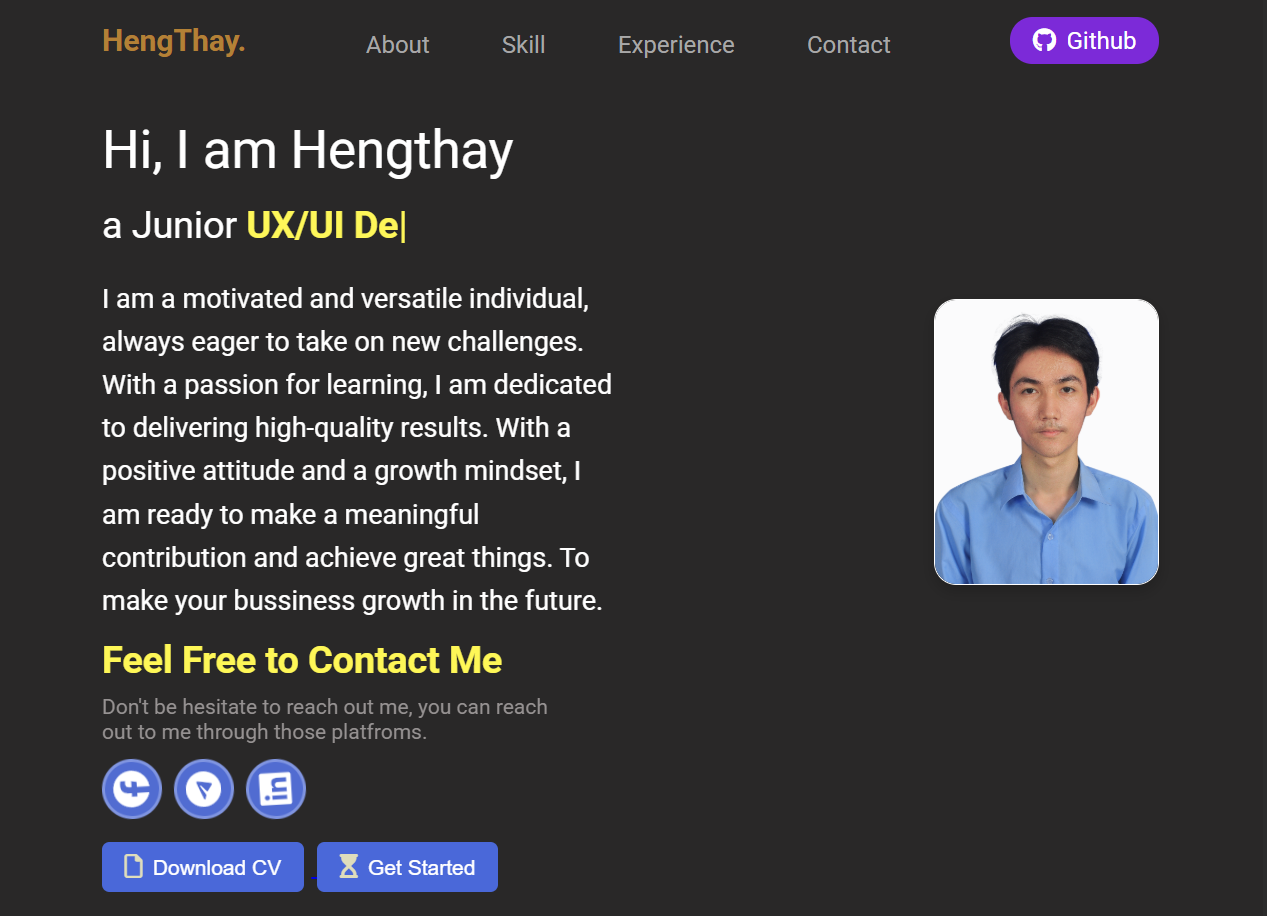 HengThay.
About
Skill
Experience
Contact
Github
Hi, I am Hengthay
a Junior UX/UI De|
I am a motivated and versatile individual,
always eager to take on new challenges.
With a passion for learning, I am dedicated
to delivering high-quality results. With a
positive attitude and a growth mindset, I
am ready to make a meaningful
contribution and achieve great things. To
make your bussiness growth in the future.
Feel Free to Contact Me
Don't be hesitate to reach out me, you can reach
out to me through those platfroms.
in
Download CV
Get Started